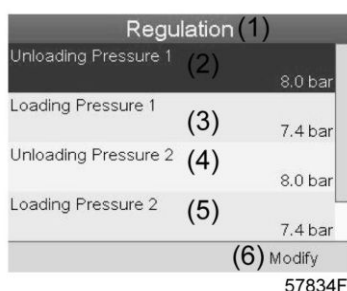 Regulation (1)
Unloading Pressure 1 (2)
8.0 bar
Loading Pressure 1 (3)
7.4 bar
Unloading Pressure 2 (4)
8.0 bar
Loading Pressure 2 (5)
7.4 bar
(6) Modify
57834F